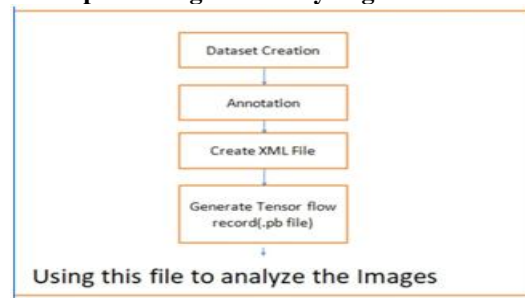 Dataset Creation
Annotation
Create XML File
Generate Tensor flow
record(.pb file)
Using this file to analyze the Images